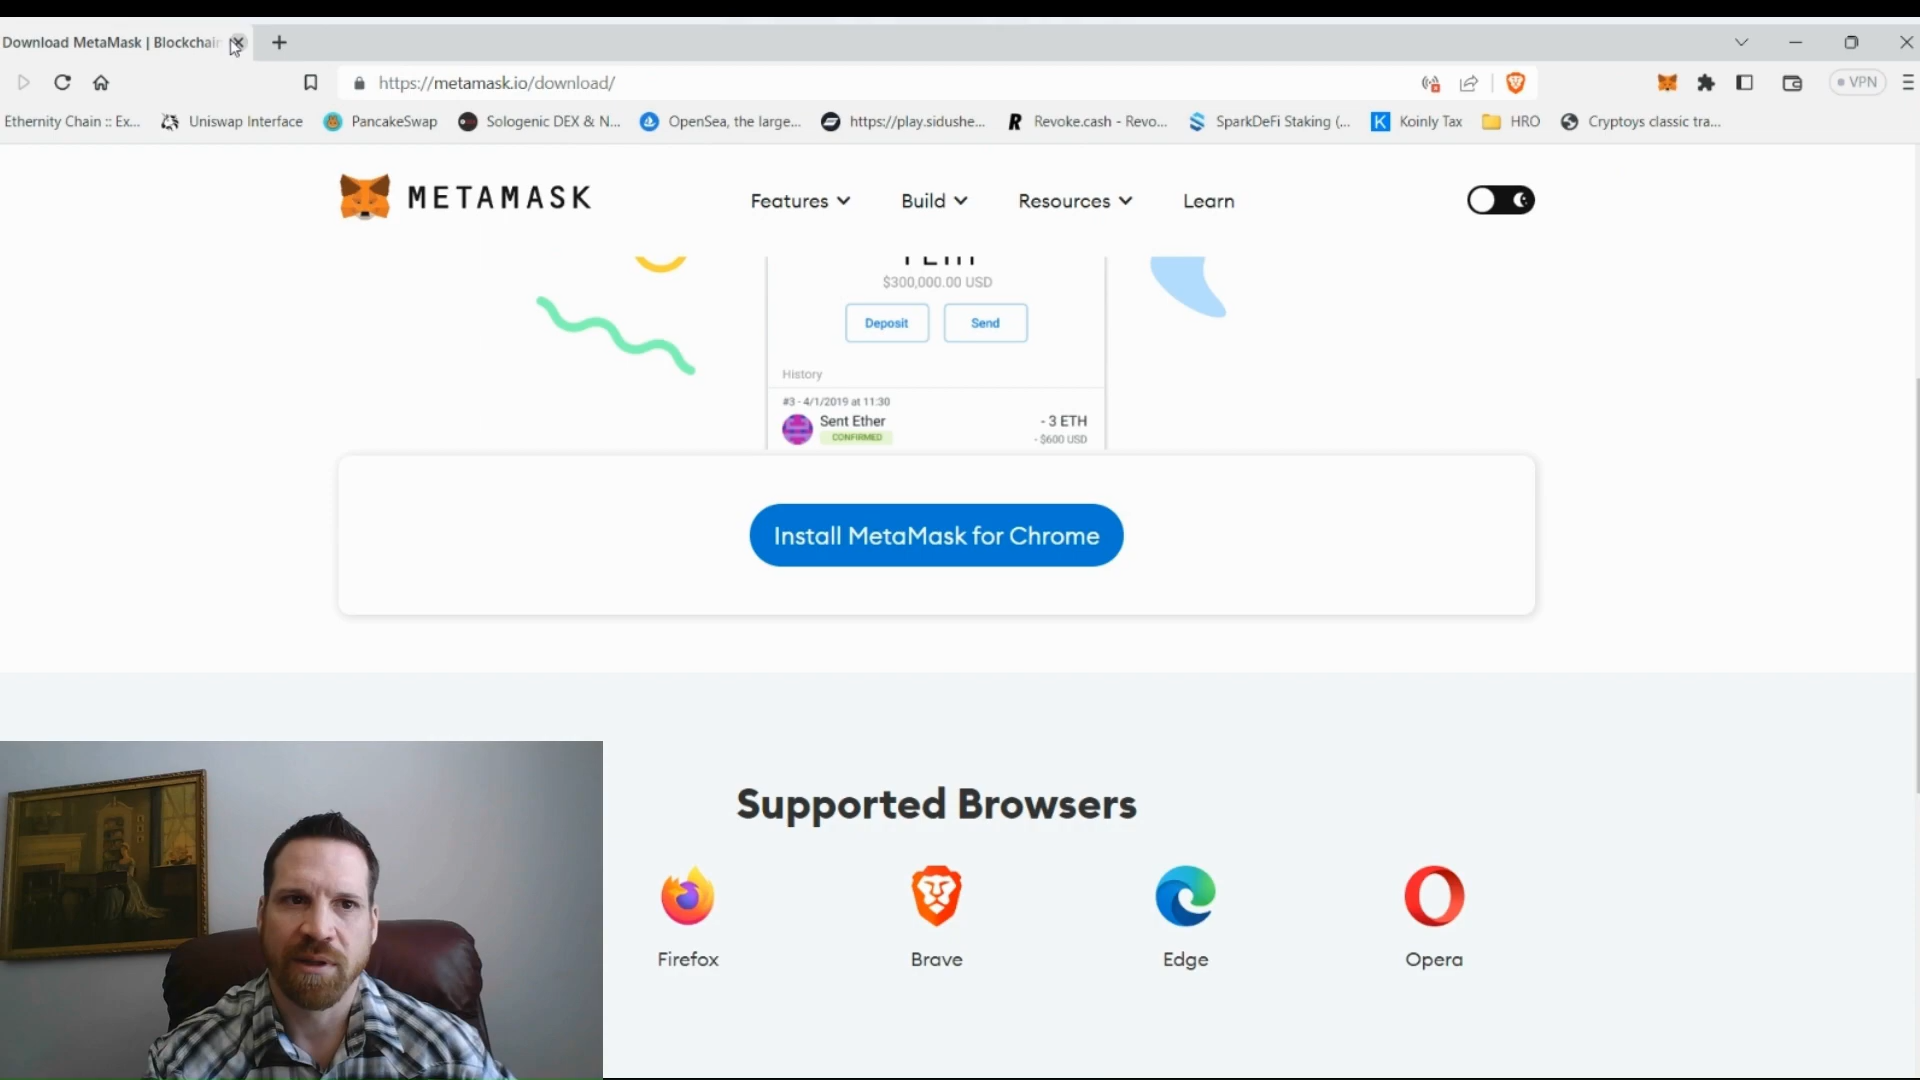 Download MetaMask | Blockchain
https://metamask.io/download/
VPN
Ethernity Chain :: Ex... Uniswap Interface PancakeSwap Sologenic DEX & N... OpenSea, the large... https://play.sidushe... Revoke.cash - Revo... SparkDeFi Staking (... Koinly Tax HRO Cryptoys classic tra...
METAMASK
Features Build Resources Learn
$300,000.00 USD
Deposit Send
History
#3 - 4/1/2019 at 11:30
Sent Ether - 3 ETH
CONFIRMED - $600 USD
Install MetaMask for Chrome
Supported Browsers
Firefox Brave Edge Opera